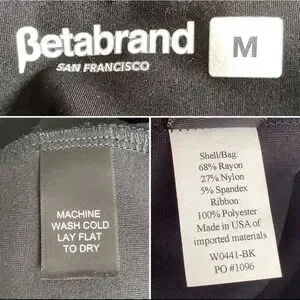 Betabrand
SAN FRANCISCO
M
MACHINE
WASH COLD
LAY FLAT
TO DRY
Shell/Bag:
68% Rayon
27% Nylon
5% Spandex
Ribbon:
100% Polyester
Made in USA of
imported materials
W0441-BK
PO #1096